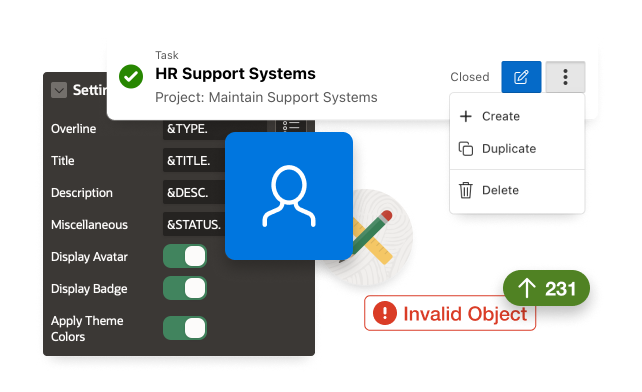 Task
HR Support Systems
Project: Maintain Support Systems
Closed
Create
Duplicate
Delete
Overline
&TYPE.
Title
&TITLE.
Description
&DESC.
Miscellaneous
&STATUS.
Display Avatar
Display Badge
Apply Theme
Colors
231
Invalid Object